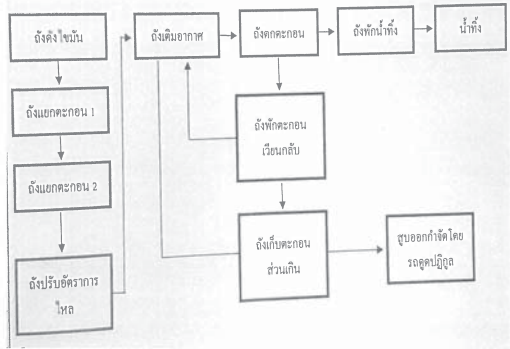 ถังดักไขมัน
ถังแยกตะกอน 1
ถังแยกตะกอน 2
ถังปรับอัตราการ
ไหล
ถังเติมอากาศ
ถังตกตะกอน
ถังพักน้ำทิ้ง
น้ำทิ้ง
ถังพักตะกอน
เวียนกลับ
ถังเก็บตะกอน
ส่วนเกิน
สูบออกกำจัดโดย
รถดูดปฏิกูล